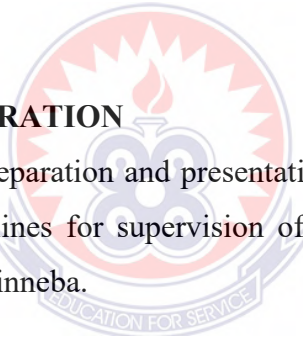 RATION
eparation and presentati
ines for supervision of
inneba.
EDUCATION FOR SERVICE